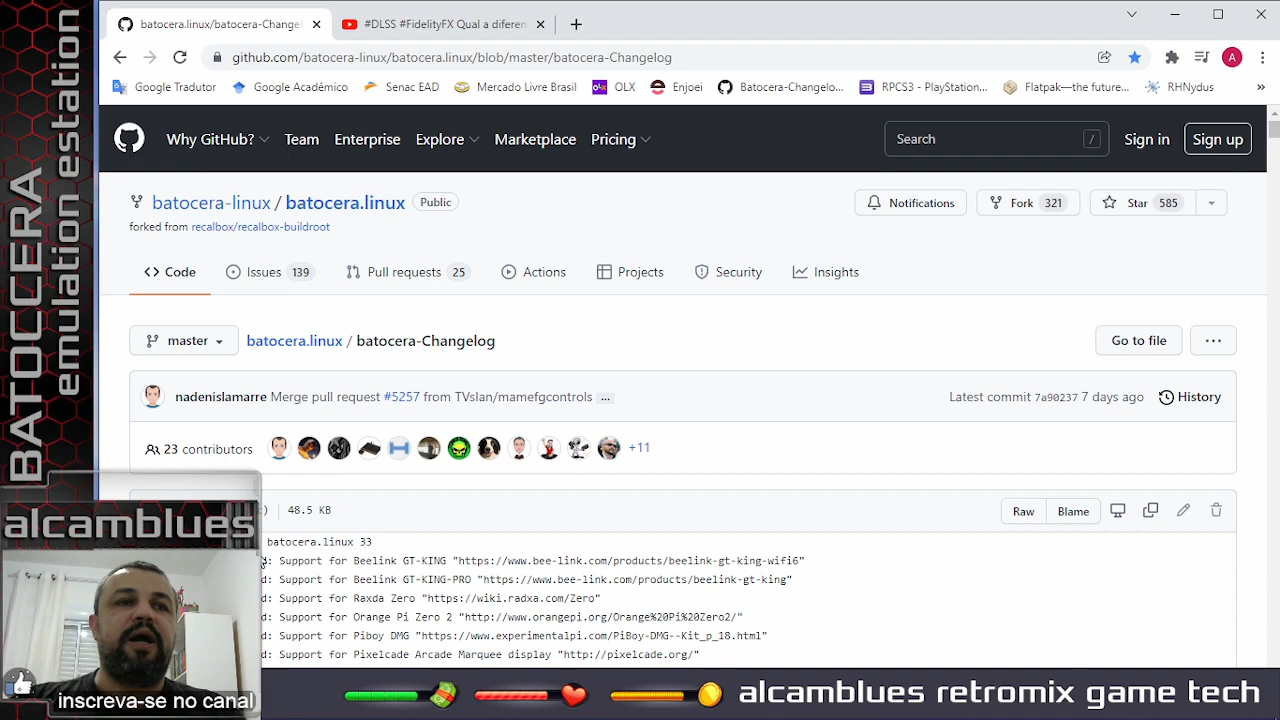 batocera.linux/batocera-Changel
#DLSS #FidelityFX Qual a diferen
github.com/batocera-linux/batocera.linux/blob/master/batocera-Changelog
A
Google Tradutor
Google Acadêmico
Senge EAD
Mercado Livre Brasil
OLX
Enjoei
RPCS3 - PlayStation...
Flatpak—the future...
RHNydus
»
Why GitHub?
Team
Enterprise
Explore
Marketplace
Pricing
Search
/
Sign in
Sign up
batocera-linux / batocera.linux Public
Notifications
Fork 321
Star 585
forked from recalbox/recalbox-buildroot
Code
Issues 139
Pull requests 25
Actions
Projects
Security
Insights
master
batocera.linux / batocera-Changelog
Go to file
...
nadenislamarre Merge pull request #5257 from TVsIan/mamefgcontrols ...
Latest commit 7a98237 7 days ago
History
23 contributors
+11
48.5 KB
Raw
Blame
batocera.linux 33
d: Support for Beelink GT-KING "https://www.bee-link.com/products/beelink-gt-king-wifi6"
d: Support for Beelink GT-KING-PRO "https://www.bee-link.com/products/beelink-gt-king"
d: Support for Raxda Zero "https://wiki.radxa.com/Zero"
d: Support for Orange Pi Zero 2 "http://www.orangepi.org/Orange%20Pi%20Zero2/"
d: Support for Piboy DMG "https://www.experimentalpi.com/PiBoy-DMG--Kit_p_18.html"
d: Support for Pixelcade Arcade Marquee display "http://pixelcade.org/"
BATOCERA
emulation estation
alcamblues
inscreva-se no canal
alcamblues retromix game tech